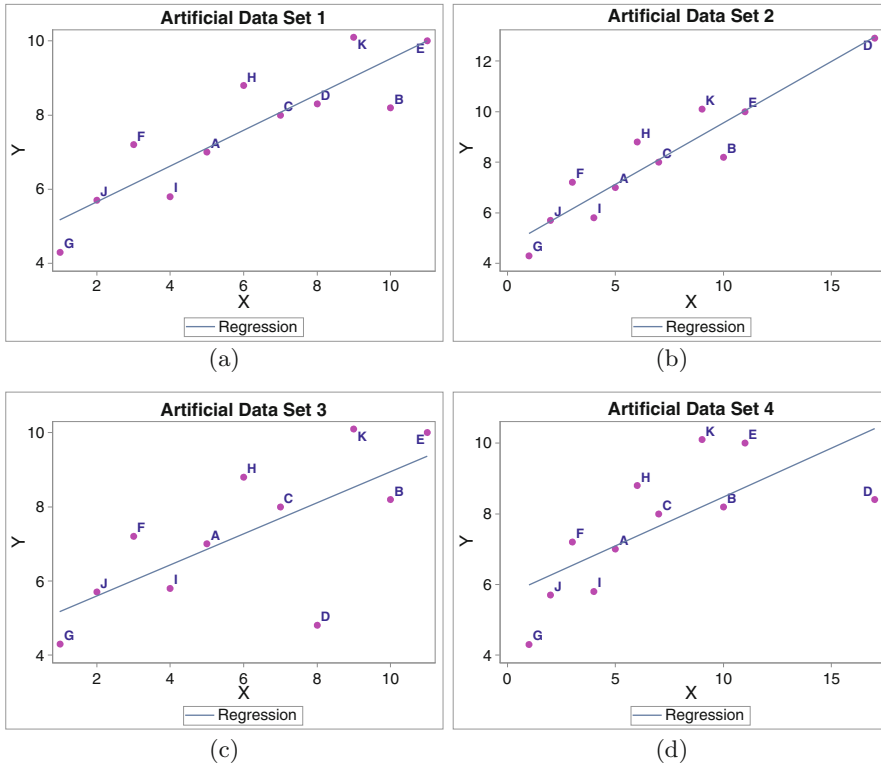 Artificial Data Set 1
10
8
6
4
Y
G
J
F
I
A
H
C
D
K
B
E
2
4
6
8
10
X
Regression
(a)
Artificial Data Set 2
12
10
8
6
4
Y
G
J
F
I
A
H
C
K
B
E
D
0
5
10
15
X
Regression
(b)
Artificial Data Set 3
10
8
6
4
Y
G
J
F
I
A
H
C
D
K
B
E
2
4
6
8
10
X
Regression
(c)
Artificial Data Set 4
10
8
6
4
Y
G
J
F
I
A
H
C
K
B
E
D
0
5
10
15
X
Regression
(d)